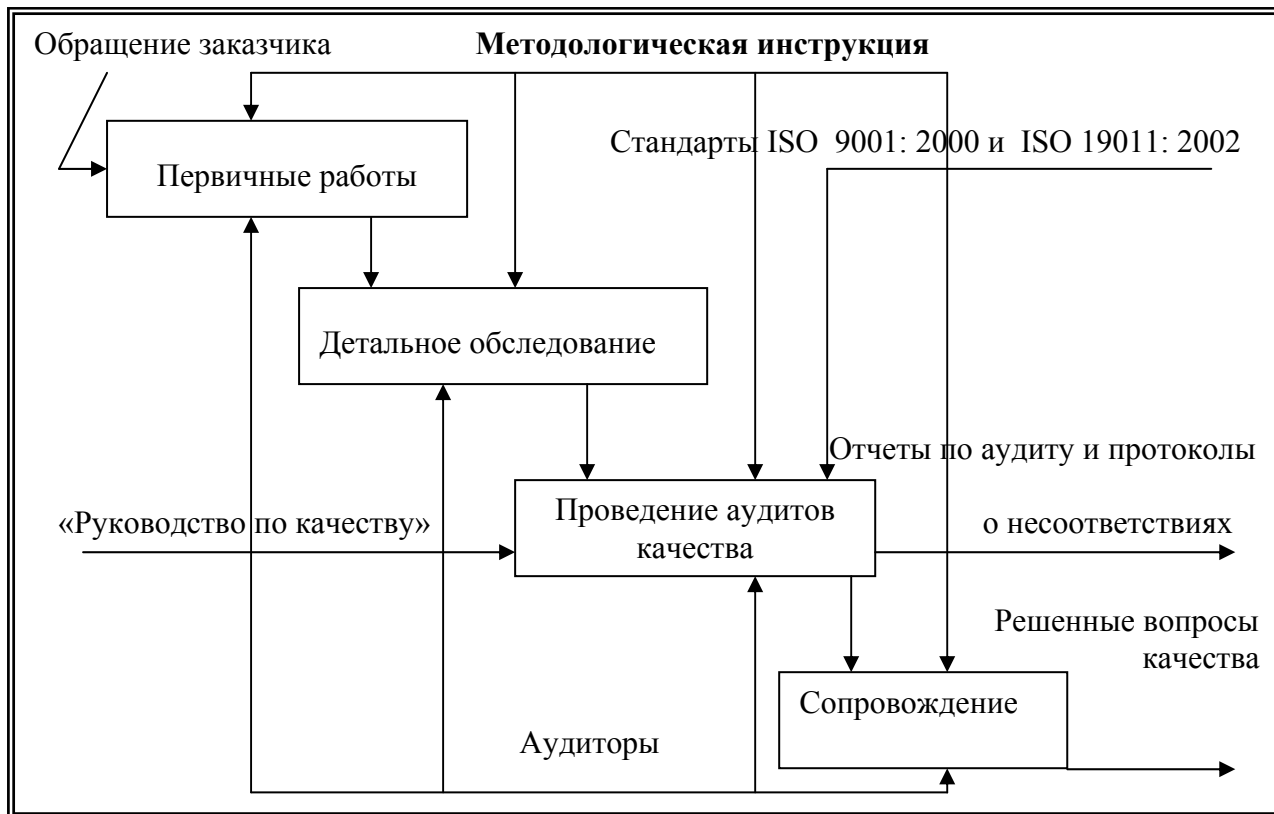 Обращение заказчика
Методологическая инструкция
Стандарты ISO 9001: 2000 и ISO 19011: 2002
Первичные работы
Детальное обследование
Отчеты по аудиту и протоколы
о несоответствиях
«Руководство по качеству»
Проведение аудитов
качества
Решенные вопросы
качества
Сопровождение
Аудиторы